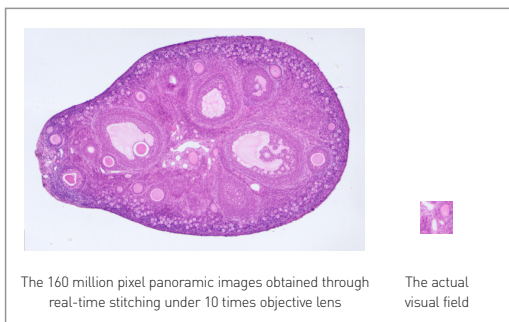 The 160 million pixel panoramic images obtained through
real-time stitching under 10 times objective lens
The actual
visual field